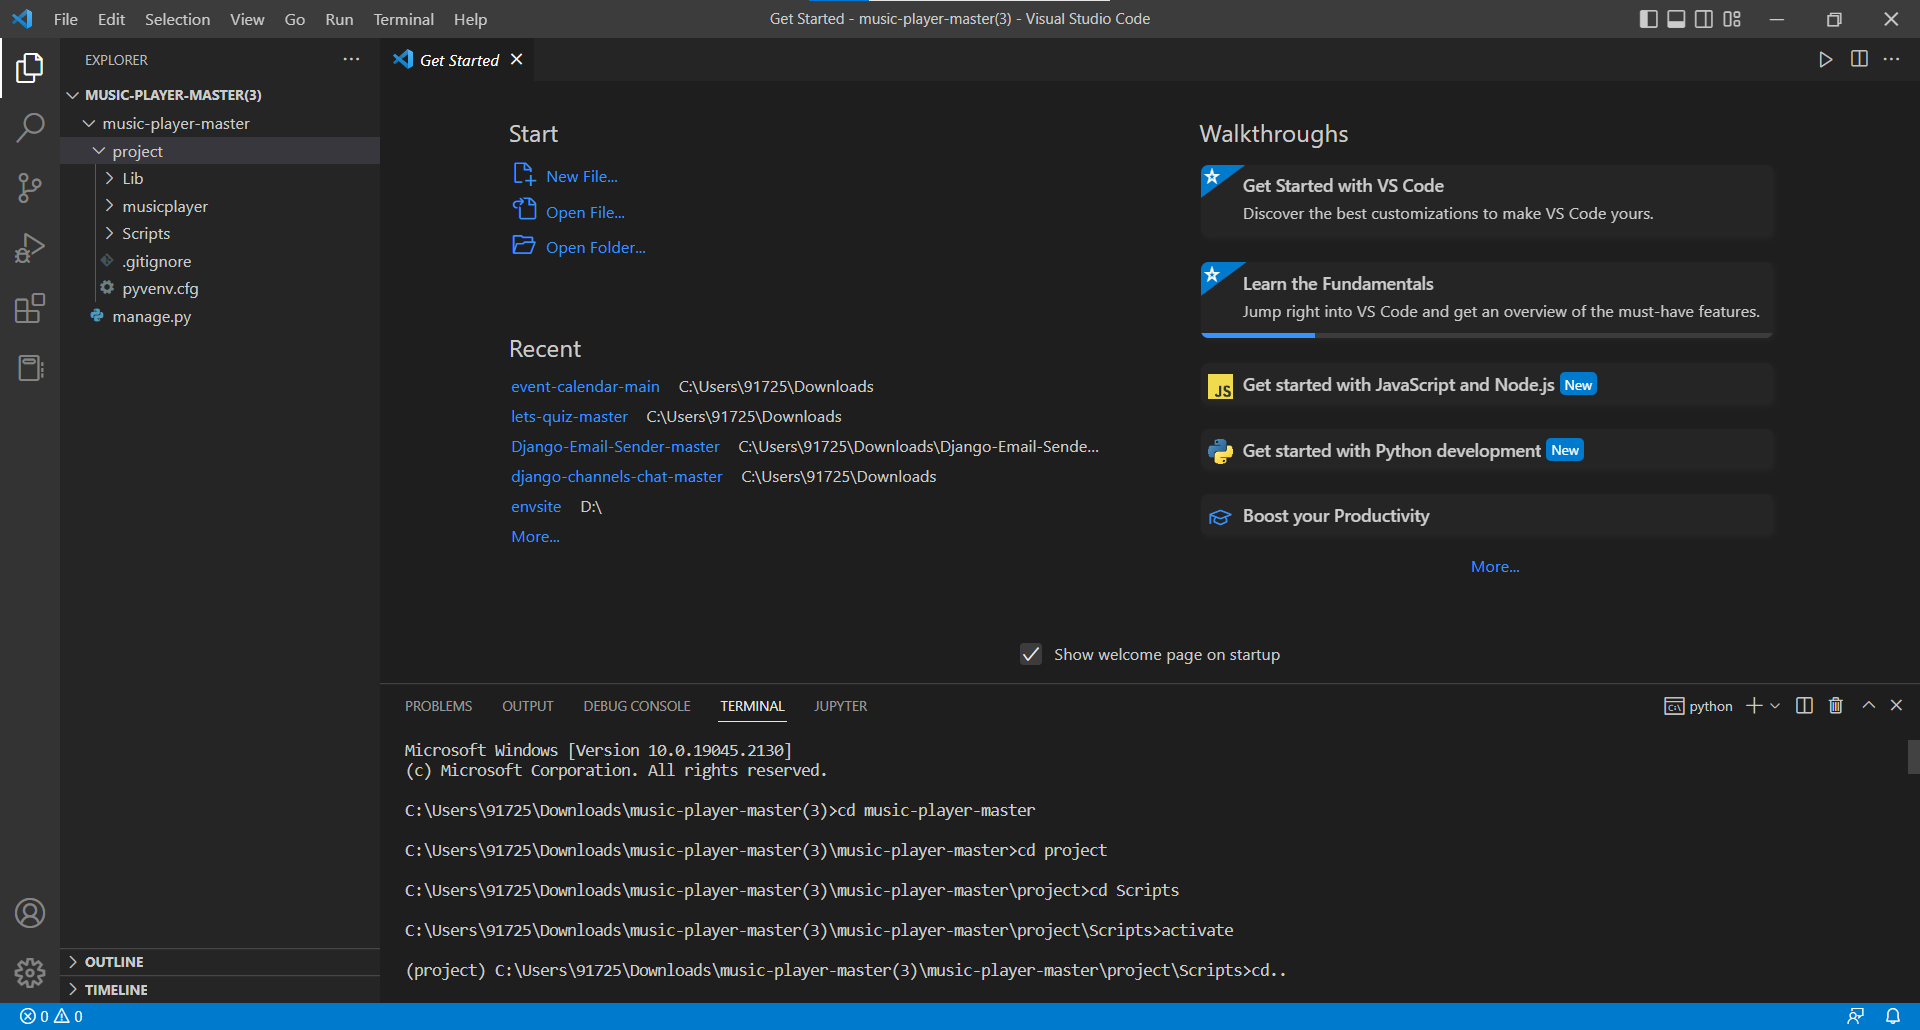 File Edit Selection View Go Run Terminal Help
Get Started - music-player-master(3) - Visual Studio Code
EXPLORER
MUSIC-PLAYER-MASTER(3)
music-player-master
project
Lib
musicplayer
Scripts
.gitignore
pyvenv.cfg
manage.py
OUTLINE
TIMELINE
Get Started
Start
New File...
Open File...
Open Folder...
Recent
event-calendar-main C:\Users\91725\Downloads
lets-quiz-master C:\Users\91725\Downloads
Django-Email-Sender-master C:\Users\91725\Downloads\Django-Email-Sende...
django-channels-chat-master C:\Users\91725\Downloads
envsite D:\
More...
Walkthroughs
Get Started with VS Code
Discover the best customizations to make VS Code yours.
Learn the Fundamentals
Jump right into VS Code and get an overview of the must-have features.
JS Get started with JavaScript and Node.js New
Get started with Python development New
Boost your Productivity
More...
Show welcome page on startup
PROBLEMS OUTPUT DEBUG CONSOLE TERMINAL JUPYTER
python
Microsoft Windows [Version 10.0.19045.2130]
(c) Microsoft Corporation. All rights reserved.
C:\Users\91725\Downloads\music-player-master(3)>cd music-player-master
C:\Users\91725\Downloads\music-player-master(3)\music-player-master>cd project
C:\Users\91725\Downloads\music-player-master(3)\music-player-master\project>cd Scripts
C:\Users\91725\Downloads\music-player-master(3)\music-player-master\project\Scripts>activate
(project) C:\Users\91725\Downloads\music-player-master(3)\music-player-master\project\Scripts>cd..
0 0